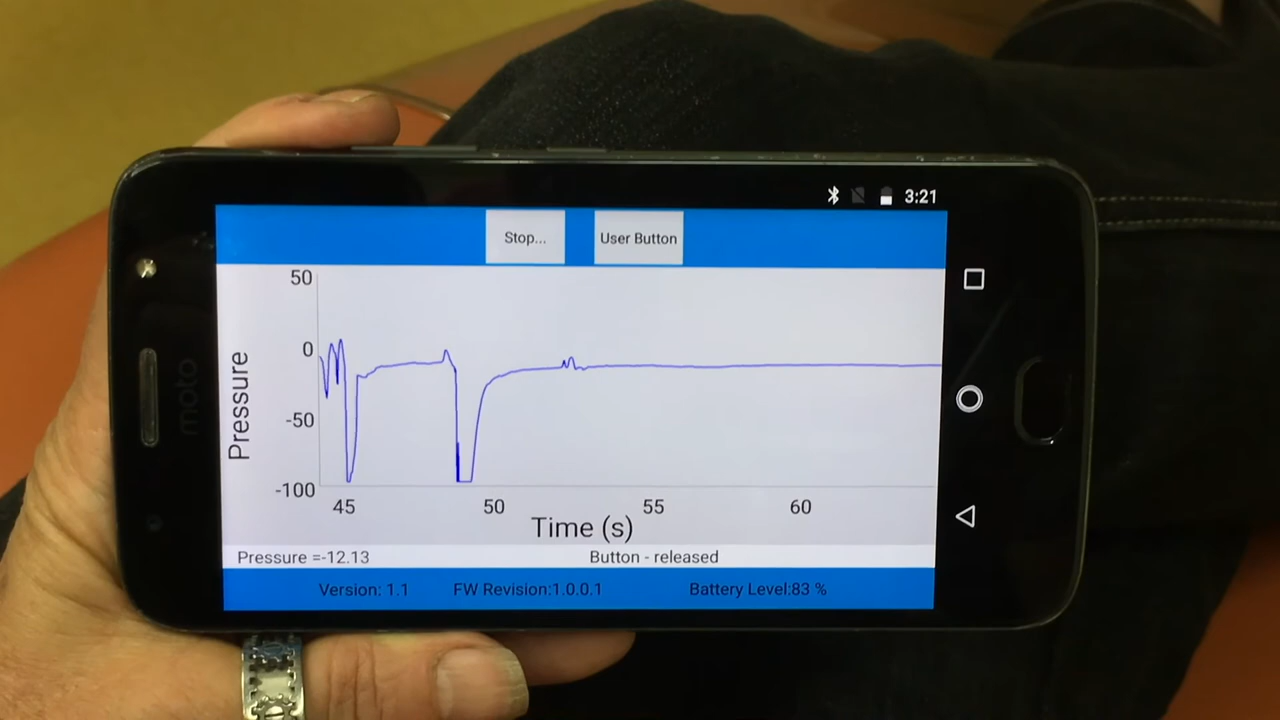 moto
3:21
Stop...
User Button
50
0
-50
-100
Pressure
45 50 55 60
Time (s)
Pressure =-12.13
Button - released
Version: 1.1 FW Revision:1.0.0.1 Battery Level:83 %